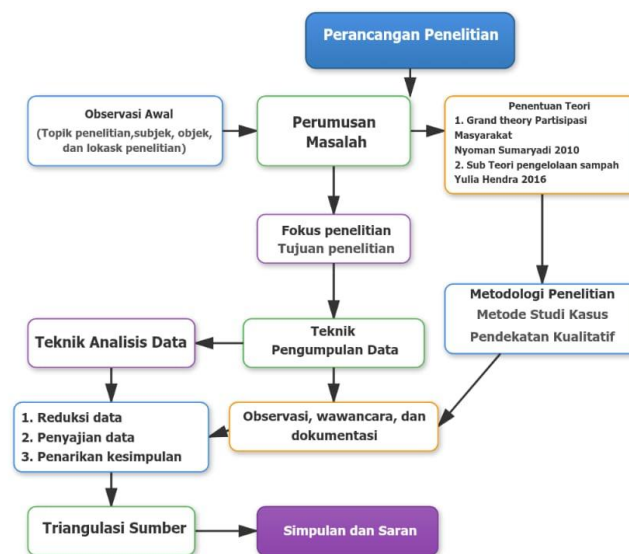 Perancangan Penelitian
Observasi Awal
(Topik penelitian,subjek, objek,
dan lokask penelitian)
Perumusan
Masalah
Penentuan Teori
1. Grand theory Partisipasi
Masyarakat
Nyoman Sumaryadi 2010
2. Sub Teori pengelolaan sampah
Yulia Hendra 2016
Fokus penelitian
Tujuan penelitian
Metodologi Penelitian
Metode Studi Kasus
Pendekatan Kualitatif
Teknik Analisis Data
Teknik
Pengumpulan Data
1. Reduksi data
2. Penyajian data
3. Penarikan kesimpulan
Observasi, wawancara, dan
dokumentasi
Triangulasi Sumber
Simpulan dan Saran